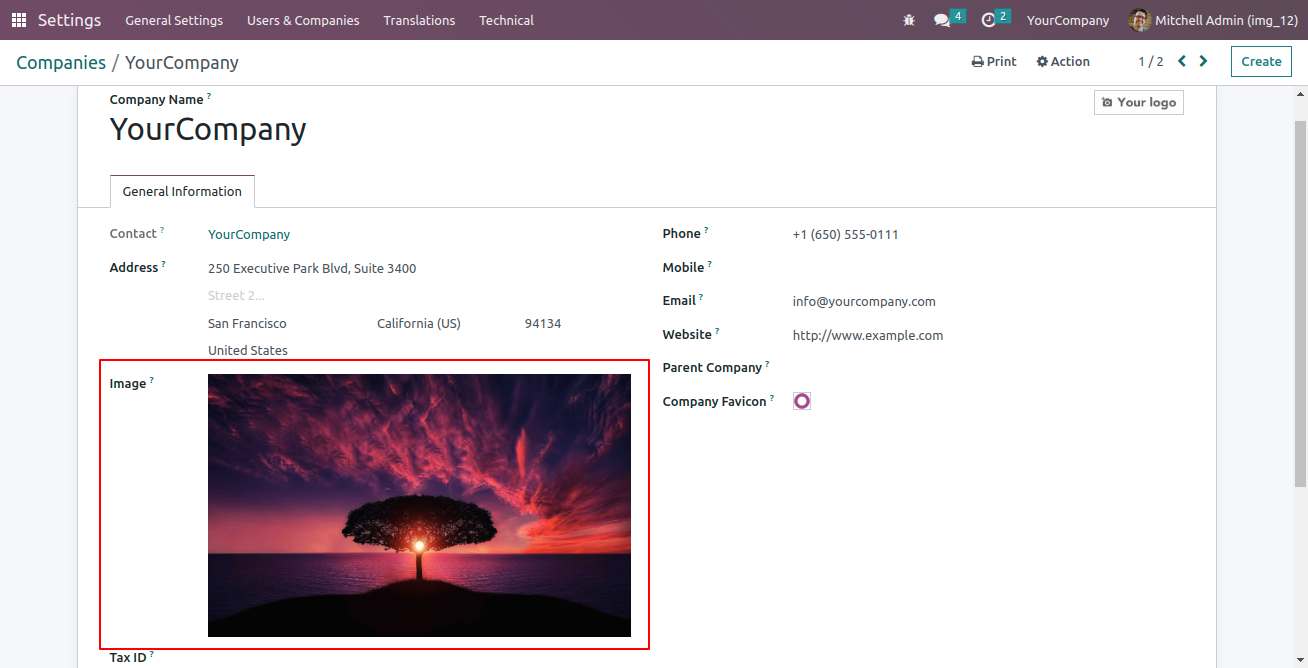 Settings General Settings Users & Companies Translations Technical 4 2 YourCompany Mitchell Admin (img_12)
Companies / YourCompany Print Action 1 / 2 Create
Company Name ? Your logo
YourCompany
General Information
Contact ? YourCompany Phone ? +1 (650) 555-0111
Address ? 250 Executive Park Blvd, Suite 3400 Mobile ?
Street 2... Email ? info@yourcompany.com
San Francisco California (US) 94134 Website ? http://www.example.com
United States
Parent Company ?
Image ?
Company Favicon ?
Tax ID ?